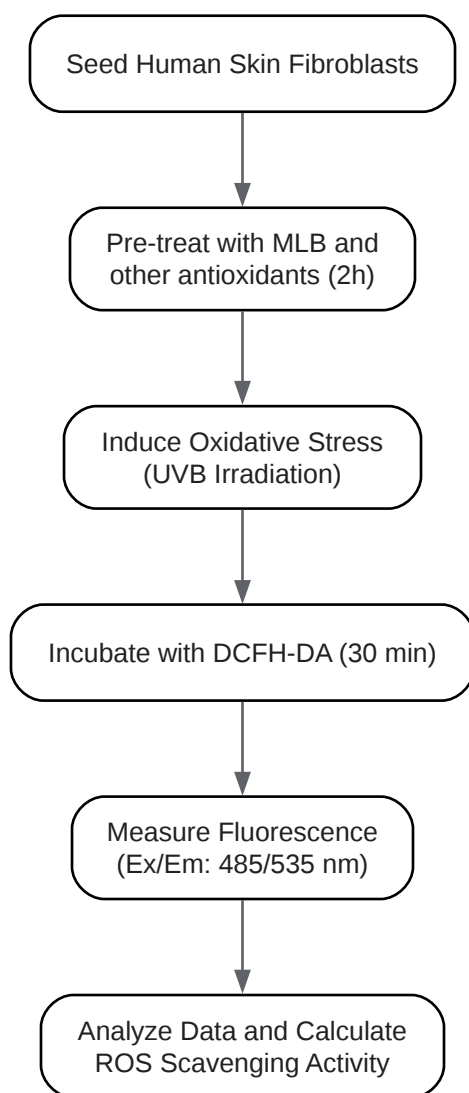 Seed Human Skin Fibroblasts
Pre-treat with MLB and
other antioxidants (2h)
Induce Oxidative Stress
(UVB Irradiation)
Incubate with DCFH-DA (30 min)
Measure Fluorescence
(Ex/Em: 485/535 nm)
Analyze Data and Calculate
ROS Scavenging Activity